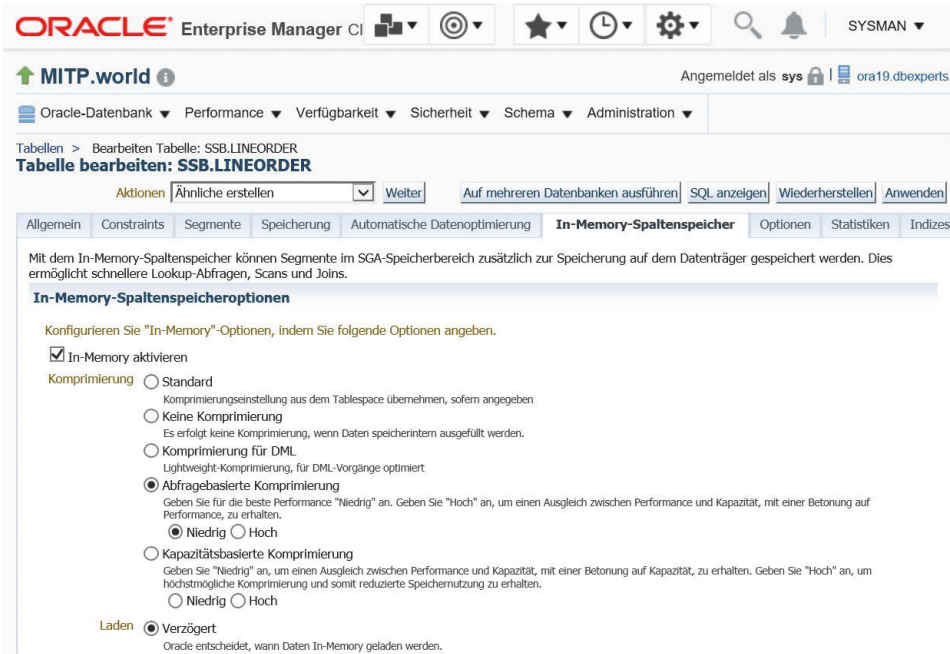 ORACLE Enterprise Manager Cl SYSMAN
MITP.world Angemeldet als sys ora19.dbexperts
Oracle-Datenbank Performance Verfügbarkeit Sicherheit Schema Administration
Tabellen > Bearbeiten Tabelle: SSB.LINEORDER
Tabelle bearbeiten: SSB.LINEORDER
Aktionen Ähnliche erstellen Weiter Auf mehreren Datenbanken ausführen SQL anzeigen Wiederherstellen Anwenden
Allgemein Constraints Segmente Speicherung Automatische Datenoptimierung In-Memory-Spaltenspeicher Optionen Statistiken Indizes
Mit dem In-Memory-Spaltenspeicher können Segmente im SGA-Speicherbereich zusätzlich zur Speicherung auf dem Datenträger gespeichert werden. Dies
ermöglicht schnellere Lookup-Abfragen, Scans und Joins.
In-Memory-Spaltenspeicheroptionen
Konfigurieren Sie "In-Memory"-Optionen, indem Sie folgende Optionen angeben.
In-Memory aktivieren
Komprimierung Standard
Komprimierungseinstellung aus dem Tablespace übernehmen, sofern angegeben
Keine Komprimierung
Es erfolgt keine Komprimierung, wenn Daten speicherintern ausgefüllt werden.
Komprimierung für DML
Lightweight-Komprimierung, für DML-Vorgänge optimiert
Abfragebasierte Komprimierung
Geben Sie für die beste Performance "Niedrig" an. Geben Sie "Hoch" an, um einen Ausgleich zwischen Performance und Kapazität, mit einer Betonung auf
Performance, zu erhalten.
Niedrig Hoch
Kapazitätsbasierte Komprimierung
Geben Sie "Niedrig" an, um einen Ausgleich zwischen Performance und Kapazität, mit einer Betonung auf Kapazität, zu erhalten. Geben Sie "Hoch" an, um
höchstmögliche Komprimierung und somit reduzierte Speichernutzung zu erhalten.
Niedrig Hoch
Laden Verzögert
Oracle entscheidet, wann Daten In-Memory geladen werden.